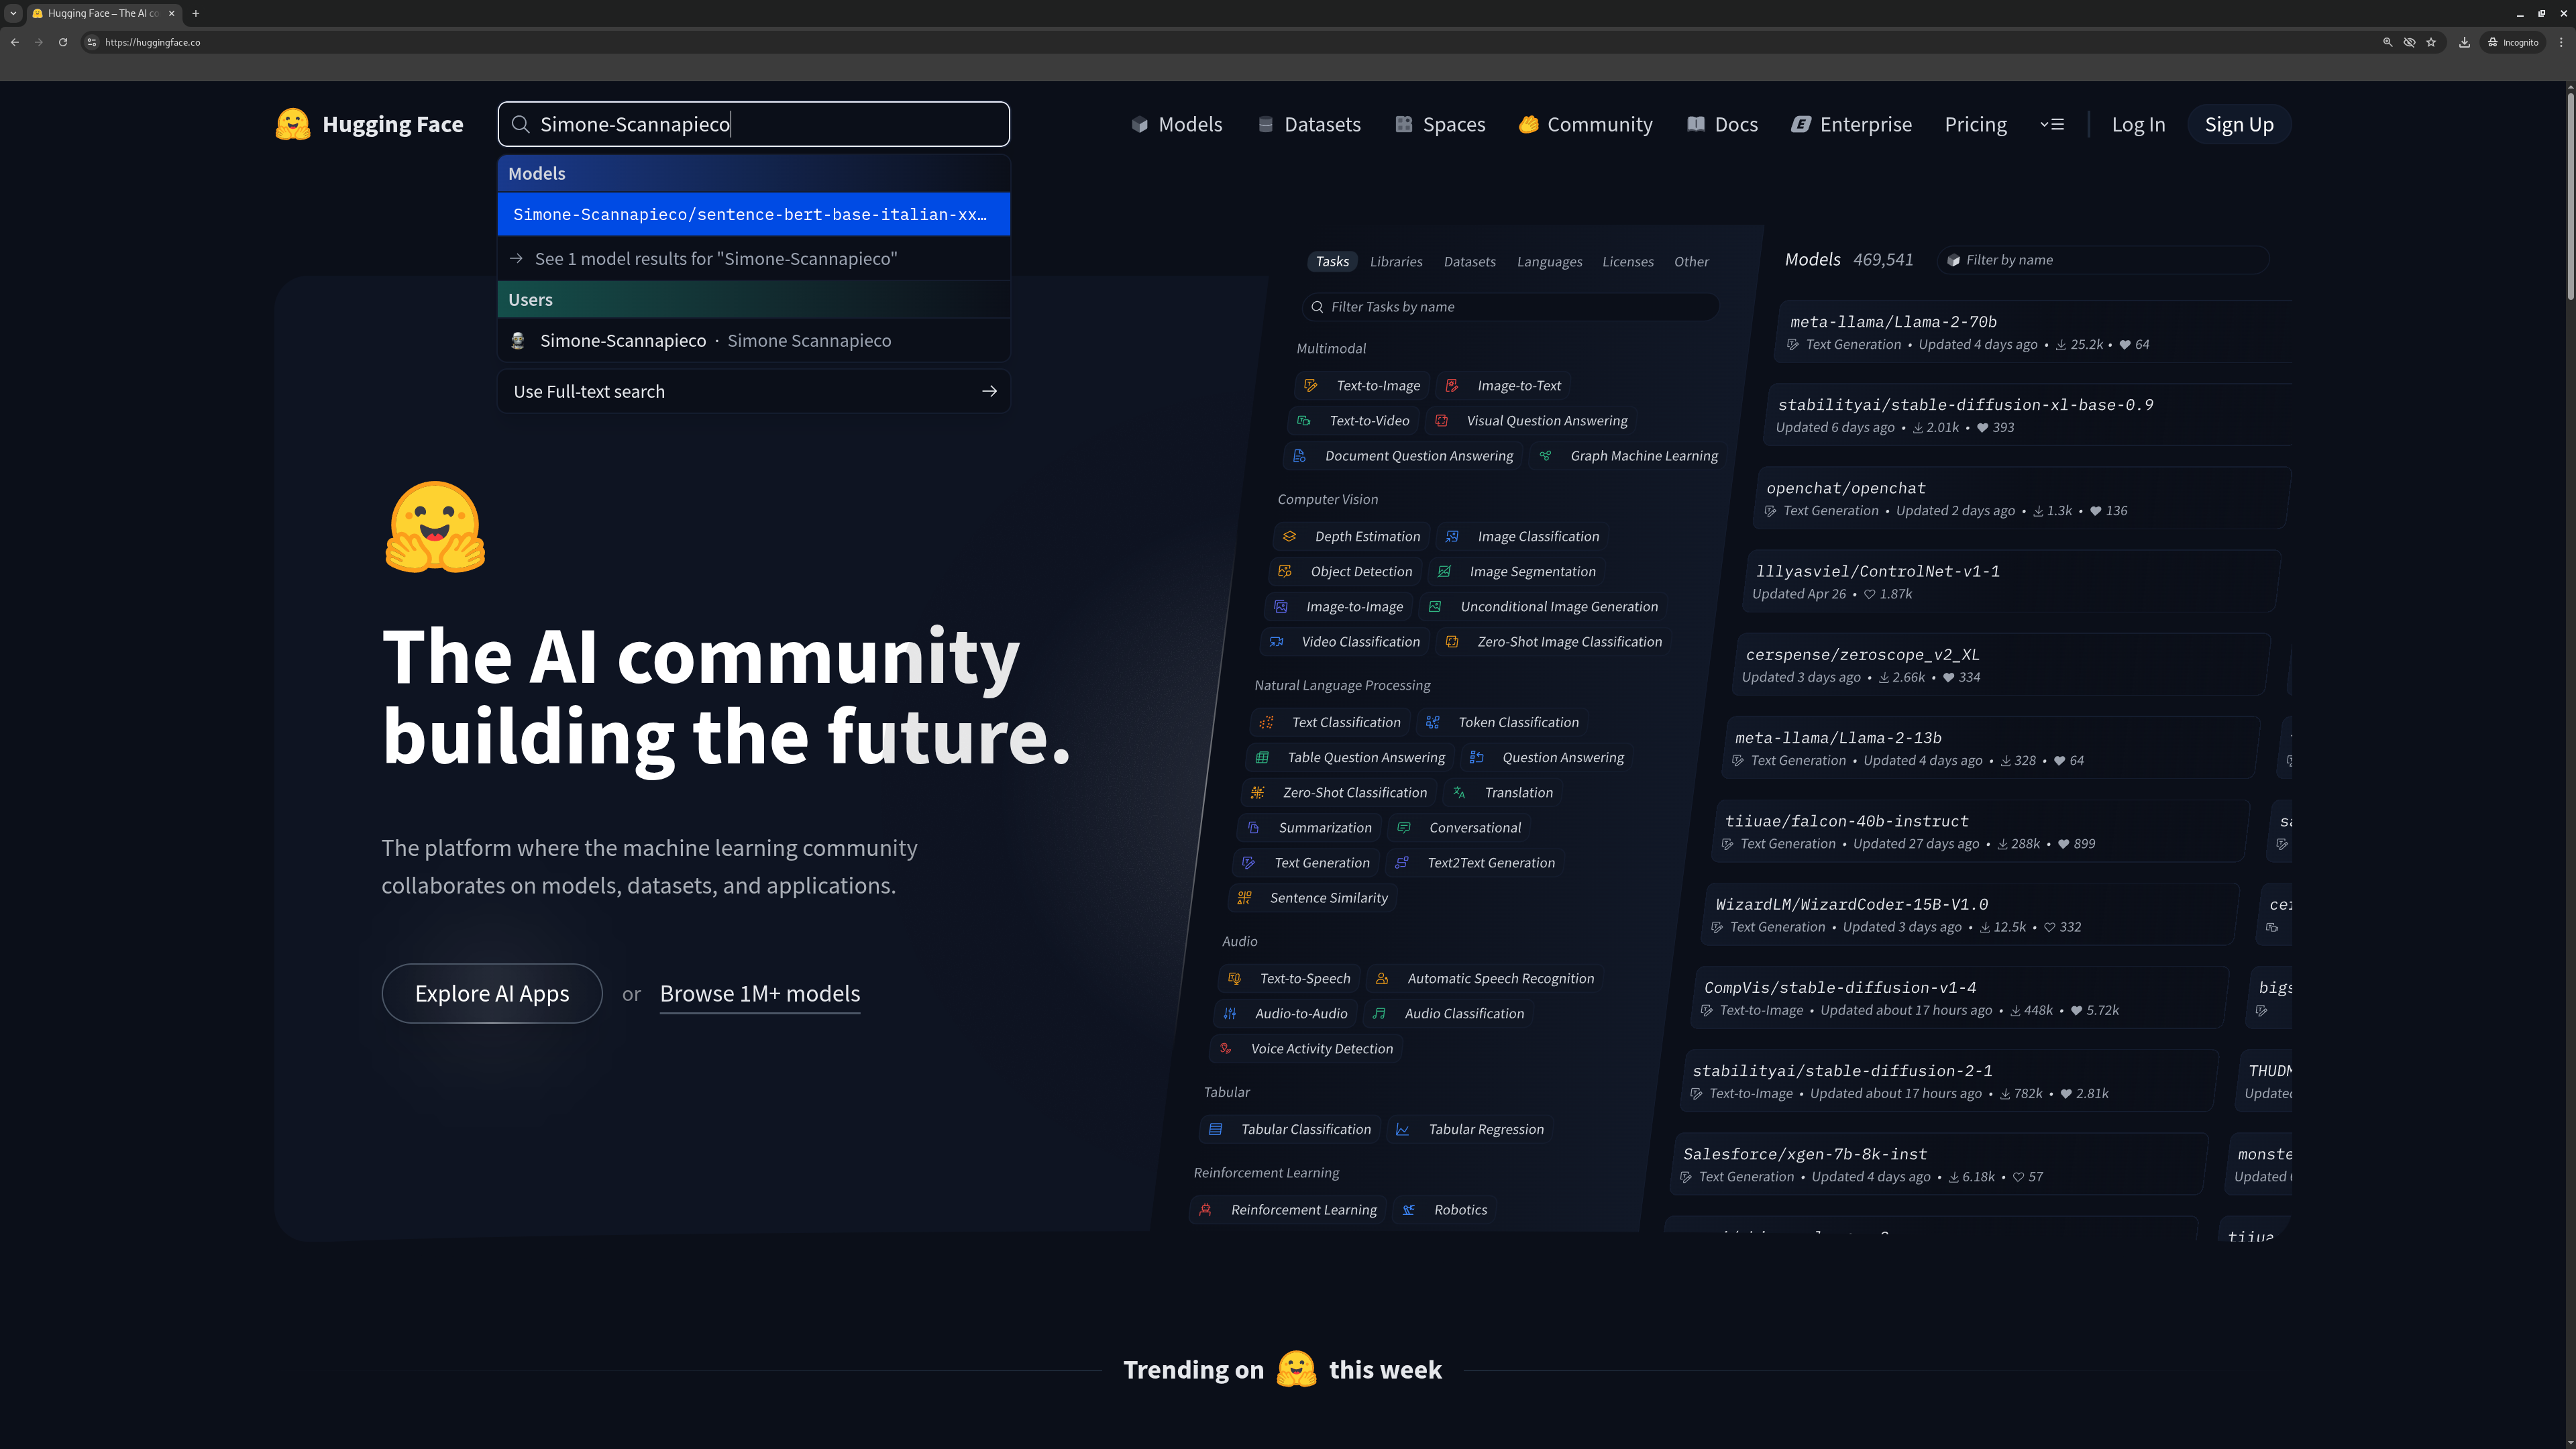 Hugging Face – The AI co
https://huggingface.co
Incognito
Hugging Face
Simone-Scannapieco
Models
Datasets
Spaces
Community
Docs
Enterprise
Pricing
Log In
Sign Up
Models
Simone-Scannapieco/sentence-bert-base-italian-xx…
See 1 model results for "Simone-Scannapieco"
Users
Simone-Scannapieco · Simone Scannapieco
Use Full-text search
The AI community
building the future.
The platform where the machine learning community
collaborates on models, datasets, and applications.
Explore AI Apps or Browse 1M+ models
Tasks Libraries Datasets Languages Licenses Other
Filter Tasks by name
Multimodal
Text-to-Image Image-to-Text
Text-to-Video Visual Question Answering
Document Question Answering Graph Machine Learning
Computer Vision
Depth Estimation Image Classification
Object Detection Image Segmentation
Image-to-Image Unconditional Image Generation
Video Classification Zero-Shot Image Classification
Natural Language Processing
Text Classification Token Classification
Table Question Answering Question Answering
Zero-Shot Classification Translation
Summarization Conversational
Text Generation Text2Text Generation
Sentence Similarity
Audio
Text-to-Speech Automatic Speech Recognition
Audio-to-Audio Audio Classification
Voice Activity Detection
Tabular
Tabular Classification Tabular Regression
Reinforcement Learning
Reinforcement Learning Robotics
Models 469,541 Filter by name
meta-llama/Llama-2-70b
Text Generation • Updated 4 days ago • 25.2k • 64
stabilityai/stable-diffusion-xl-base-0.9
Updated 6 days ago • 2.01k • 393
openchat/openchat
Text Generation • Updated 2 days ago • 1.3k • 136
lllyasviel/ControlNet-v1-1
Updated Apr 26 • 1.87k
cerspense/zeroscope_v2_XL
Updated 3 days ago • 2.66k • 334
meta-llama/Llama-2-13b
Text Generation • Updated 4 days ago • 328 • 64
tiiuae/falcon-40b-instruct
Text Generation • Updated 27 days ago • 288k • 899
WizardLM/WizardCoder-15B-V1.0
Text Generation • Updated 3 days ago • 12.5k • 332
CompVis/stable-diffusion-v1-4
Text-to-Image • Updated about 17 hours ago • 448k • 5.72k
bigs
stabilityai/stable-diffusion-2-1
Text-to-Image • Updated about 17 hours ago • 782k • 2.81k
THUDM
Updated
Salesforce/xgen-7b-8k-inst
Text Generation • Updated 4 days ago • 6.18k • 57
monste
Updated
Trending on this week